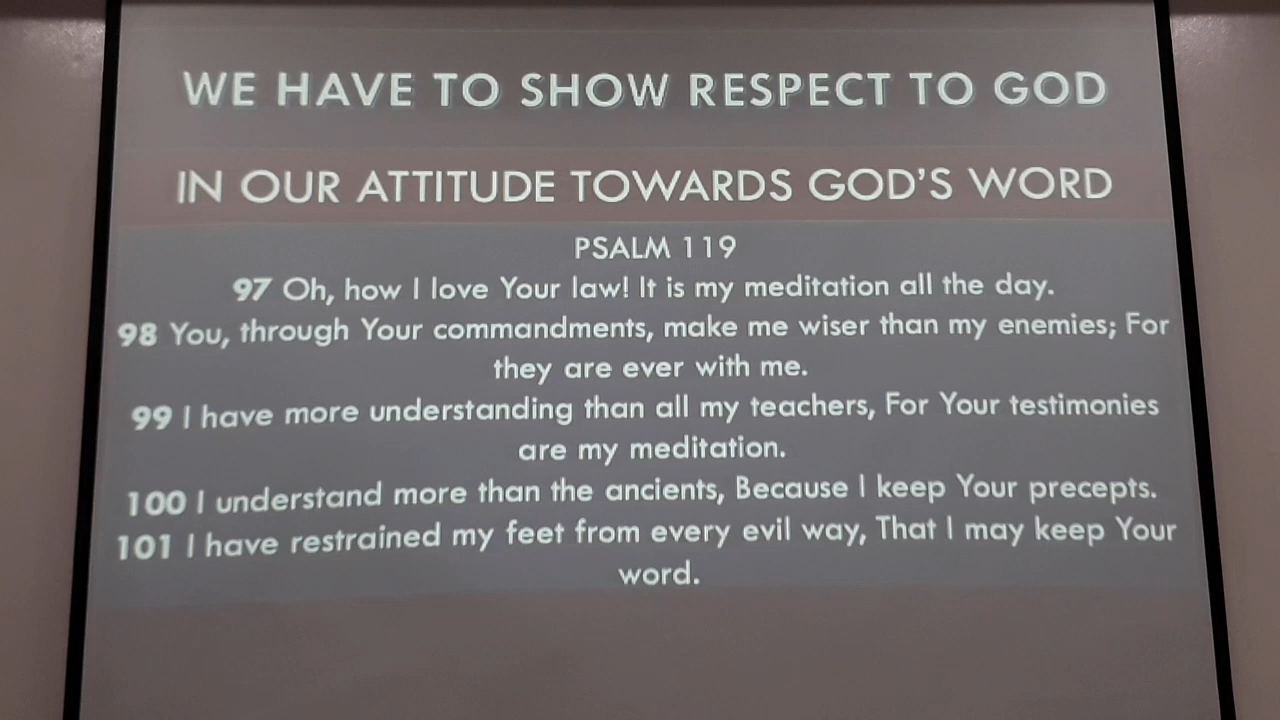 WE HAVE TO SHOW RESPECT TO GOD
IN OUR ATTITUDE TOWARDS GOD'S WORD
PSALM 119
97 Oh, how I love Your law! It is my meditation all the day.
98 You, through Your commandments, make me wiser than my enemies; For
they are ever with me.
99 I have more understanding than all my teachers, For Your testimonies
are my meditation.
100 I understand more than the ancients, Because I keep Your precepts.
101 I have restrained my feet from every evil way, That I may keep Your
word.